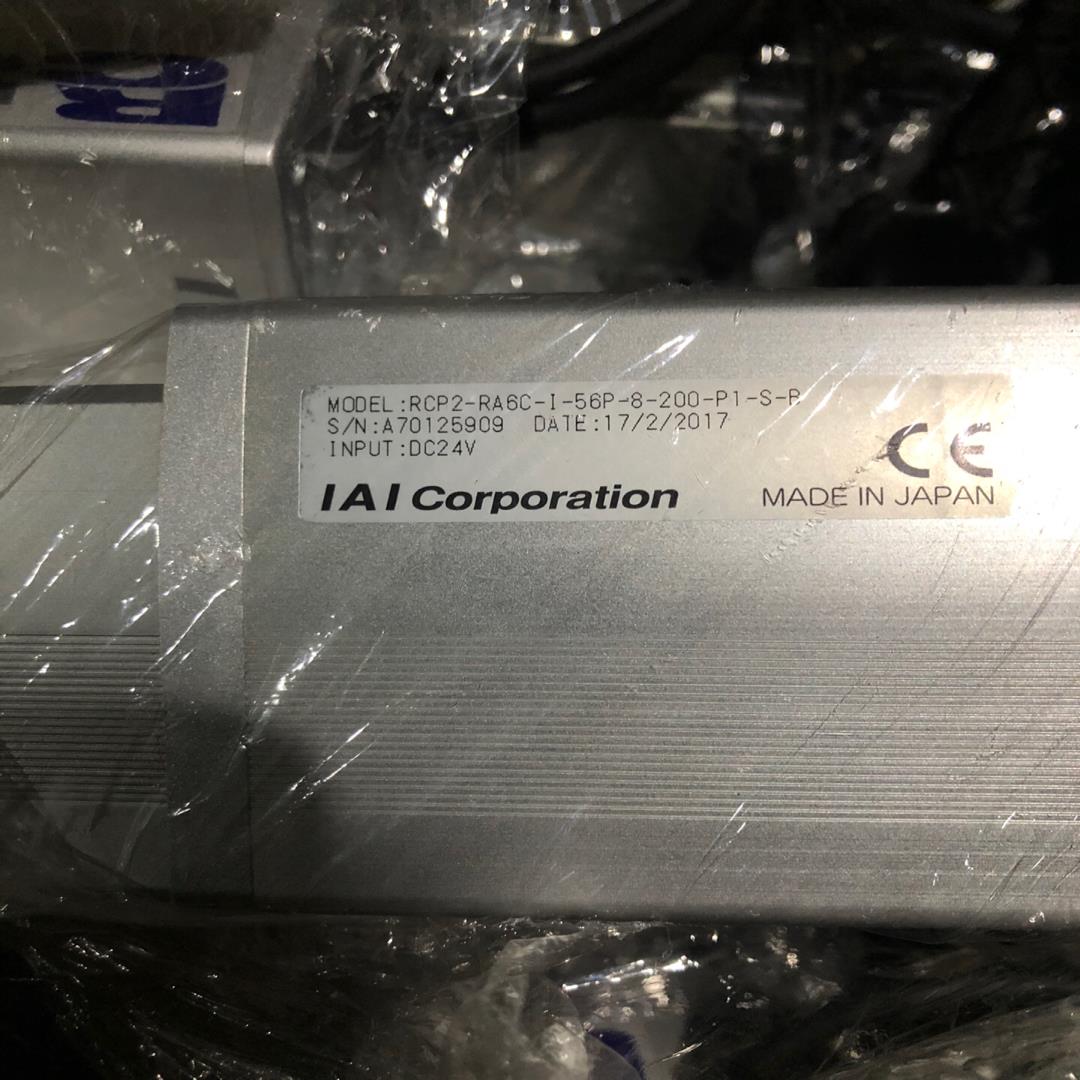 MODEL:RCP2-RA6C-I-56P-8-200-P1-S-B
S/N:A70125909 DATE:17/2/2017
INPUT:DC24V
CE
IAI Corporation
MADE IN JAPAN